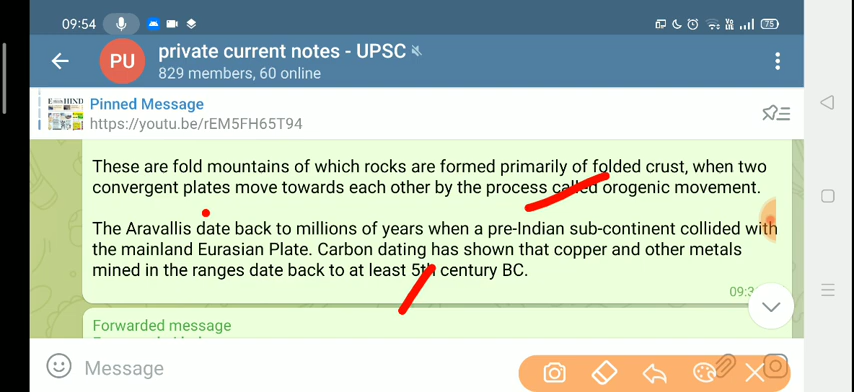 09:54
75
PU
private current notes - UPSC
829 members, 60 online
Pinned Message
https://youtu.be/rEM5FH65T94
These are fold mountains of which rocks are formed primarily of folded crust, when two
convergent plates move towards each other by the process called orogenic movement.
The Aravallis date back to millions of years when a pre-Indian sub-continent collided with
the mainland Eurasian Plate. Carbon dating has shown that copper and other metals
mined in the ranges date back to at least 5th century BC.
Forwarded message
Message